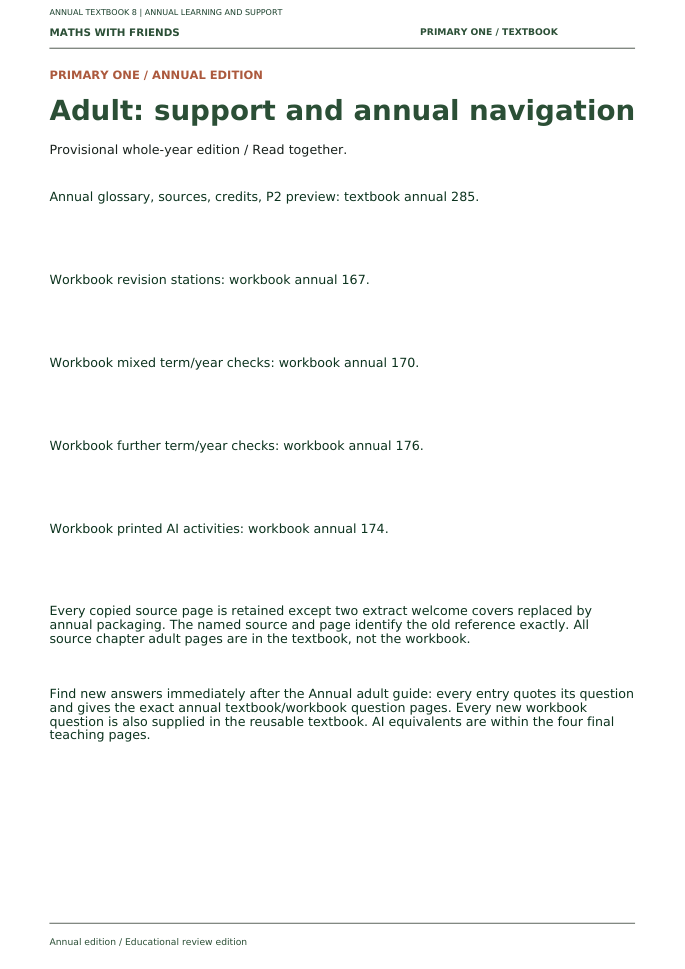 ANNUAL TEXTBOOK 8 | ANNUAL LEARNING AND SUPPORT
MATHS WITH FRIENDS
PRIMARY ONE / TEXTBOOK
PRIMARY ONE / ANNUAL EDITION
Adult: support and annual navigation
Provisional whole-year edition / Read together.
Annual glossary, sources, credits, P2 preview: textbook annual 285.
Workbook revision stations: workbook annual 167.
Workbook mixed term/year checks: workbook annual 170.
Workbook further term/year checks: workbook annual 176.
Workbook printed AI activities: workbook annual 174.
Every copied source page is retained except two extract welcome covers replaced by
annual packaging. The named source and page identify the old reference exactly. All
source chapter adult pages are in the textbook, not the workbook.
Find new answers immediately after the Annual adult guide: every entry quotes its question
and gives the exact annual textbook/workbook question pages. Every new workbook
question is also supplied in the reusable textbook. AI equivalents are within the four final
teaching pages.
Annual edition / Educational review edition